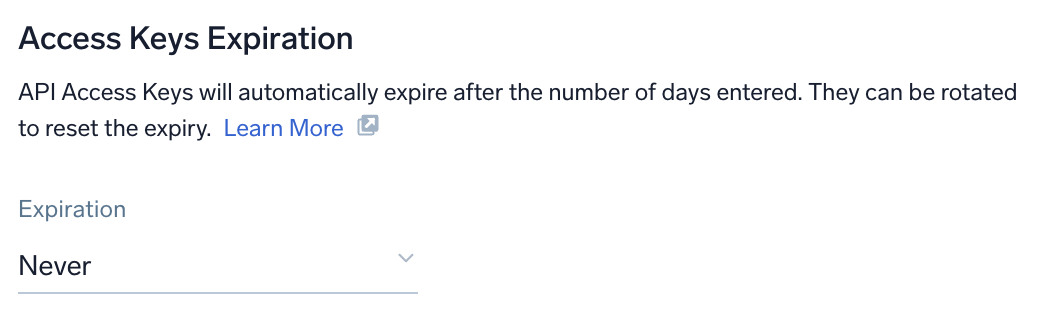 Access Keys Expiration
API Access Keys will automatically expire after the number of days entered. They can be rotated
to reset the expiry. Learn More
Expiration
Never